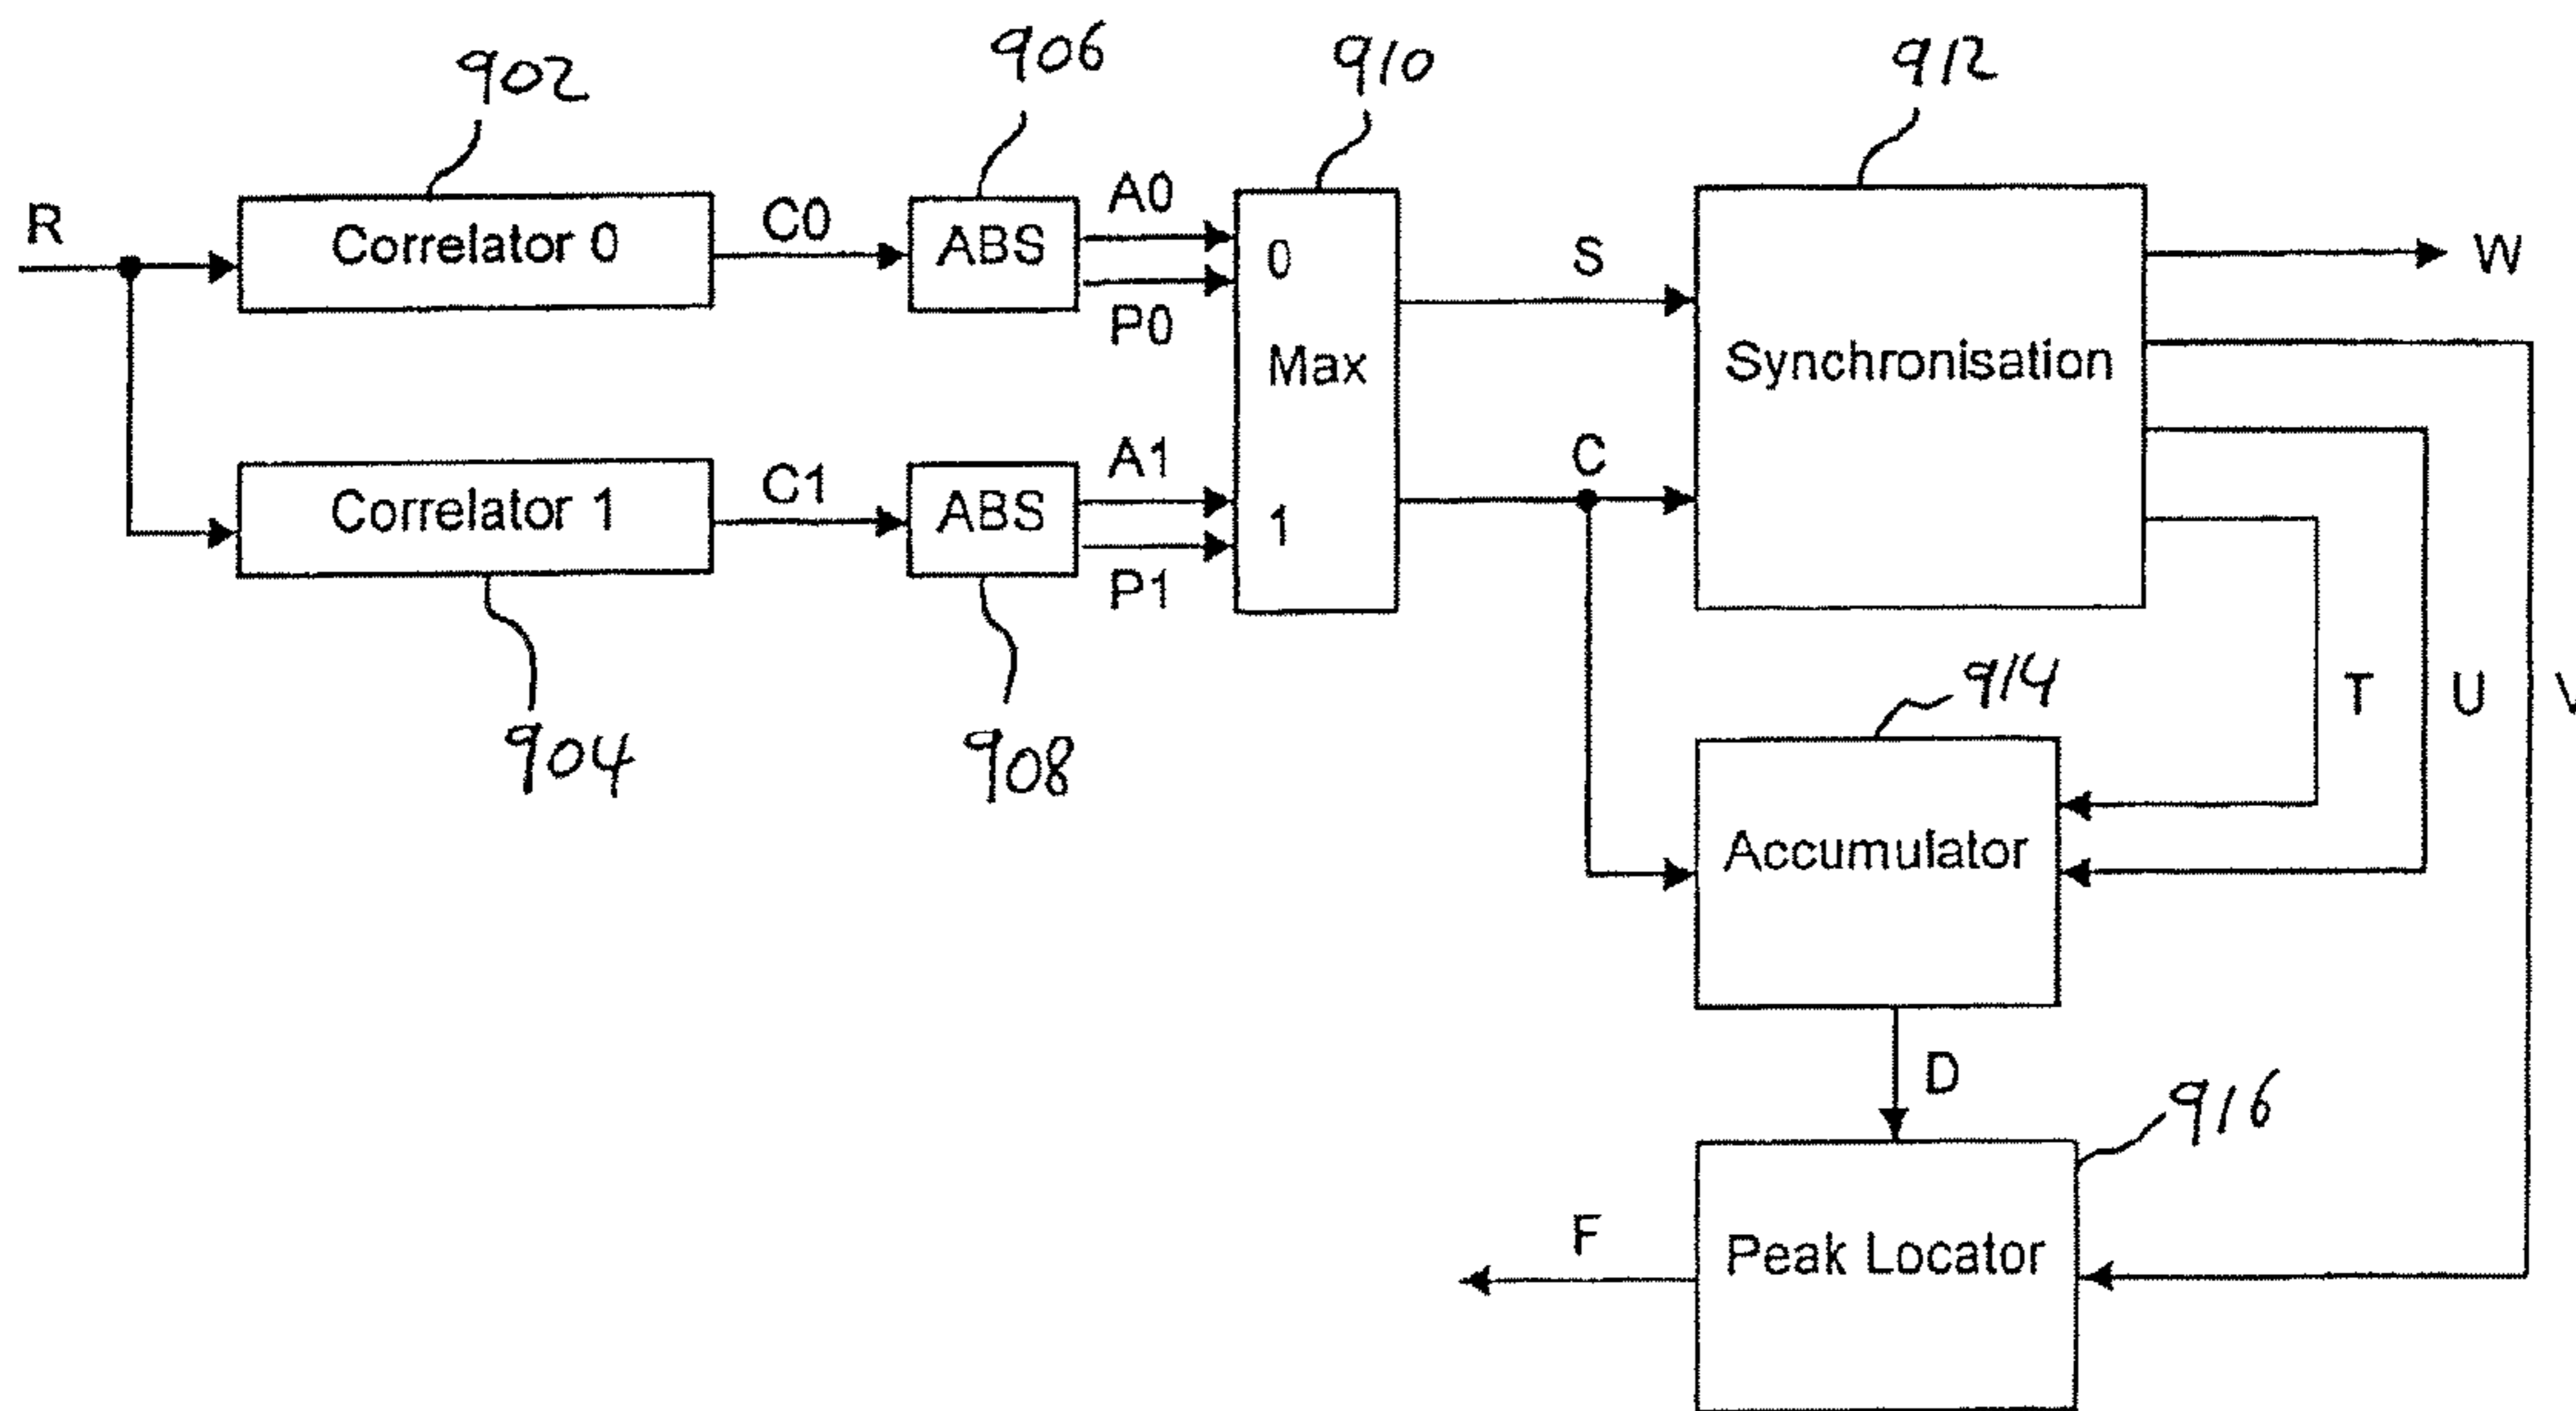 902
906
910
912
R
Correlator 0
C0
ABS
A0
P0
0
Max
S
Synchronisation
W
Correlator 1
C1
ABS
A1
P1
1
C
904
908
914
T
U
V
Accumulator
D
916
F
Peak Locator